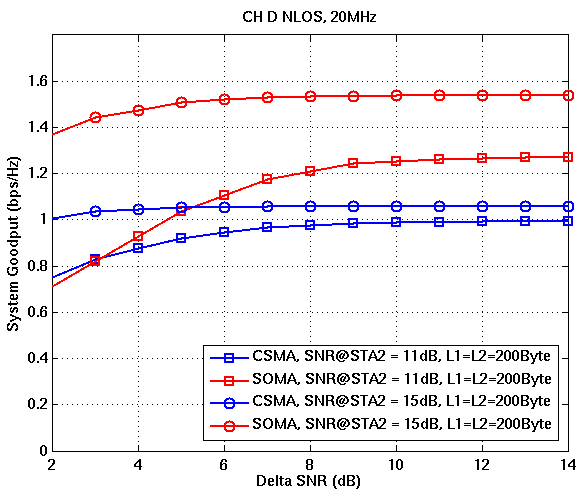 CH D NLOS, 20MHz
System Goodput (bps/Hz)
1.6
1.4
1.2
1
0.8
0.6
0.4
0.2
0
CSMA, SNR@STA2 = 11dB, L1=L2=200Byte
SOMA, SNR@STA2 = 11dB, L1=L2=200Byte
CSMA, SNR@STA2 = 15dB, L1=L2=200Byte
SOMA, SNR@STA2 = 15dB, L1=L2=200Byte
2 4 6 8 10 12 14
Delta SNR (dB)